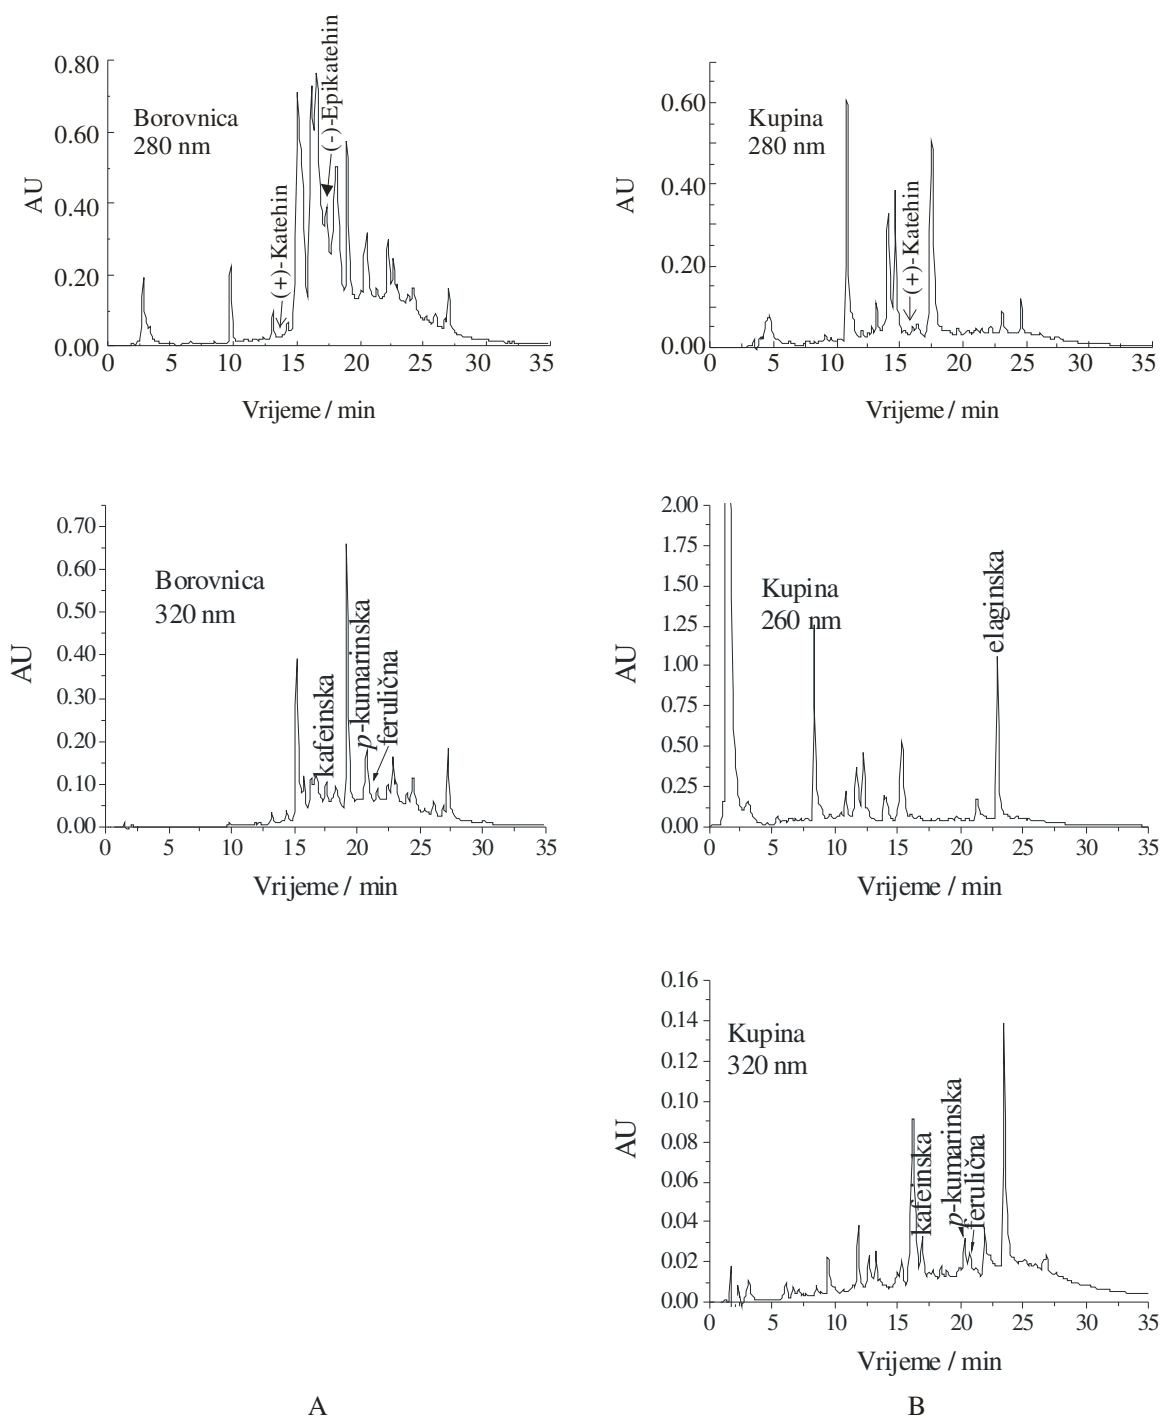 Borovnica
280 nm
(+)-Katehin
(-)-Epikatehin
AU
0.80
0.60
0.40
0.20
0.00
0 5 10 15 20 25 30 35
Vrijeme / min
Kupina
280 nm
(+)-Katehin
AU
0.60
0.40
0.20
0.00
0 5 10 15 20 25 30 35
Vrijeme / min
Borovnica
320 nm
kafeinska
p-kumarinska
ferulična
AU
0.70
0.60
0.50
0.40
0.30
0.20
0.10
0.00
0 5 10 15 20 25 30 35
Vrijeme / min
Kupina
260 nm
elaginska
AU
2.00
1.75
1.50
1.25
1.00
0.75
0.50
0.25
0.00
0 5 10 15 20 25 30 35
Vrijeme / min
Kupina
320 nm
kafeinska
p-kumarinska
ferulična
AU
0.16
0.14
0.12
0.10
0.08
0.06
0.04
0.02
0.00
0 5 10 15 20 25 30 35
Vrijeme / min
A
B